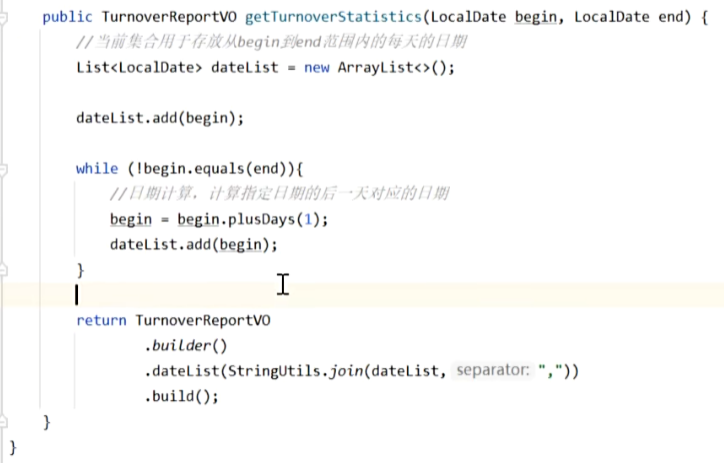 public TurnoverReportVO getTurnoverStatistics(LocalDate begin, LocalDate end) {
//当前集合用于存放从begin到end范围内的每天的日期
List<LocalDate> dateList = new ArrayList<>();
dateList.add(begin);
while (!begin.equals(end)){
//日期计算，计算指定日期的后一天对应的日期
begin = begin.plusDays(1);
dateList.add(begin);
}
return TurnoverReportVO
.builder()
.dateList(StringUtils.join(dateList, separator: ","))
.build();
}
}